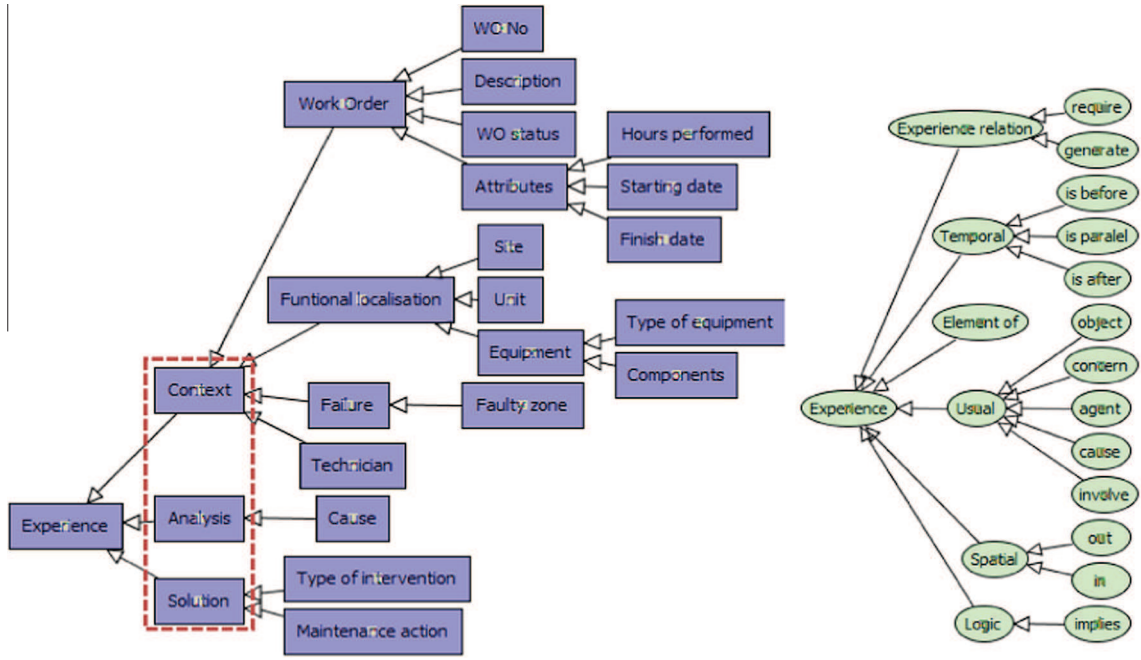 WO No
Description
Work Order
WO status
Hours performed
Attributes
Starting date
Finish date
Site
Funtional localisation
Unit
Type of equipment
Equipment
Components
Context
Failure
Faulty zone
Technician
Experience
Analysis
Cause
Type of intervention
Solution
Maintenance action
require
Experience relation
generate
is before
Temporal
is paralel
is after
Element of
object
concern
Experience
Usual
agent
cause
involve
out
Spatial
in
Logic
implies